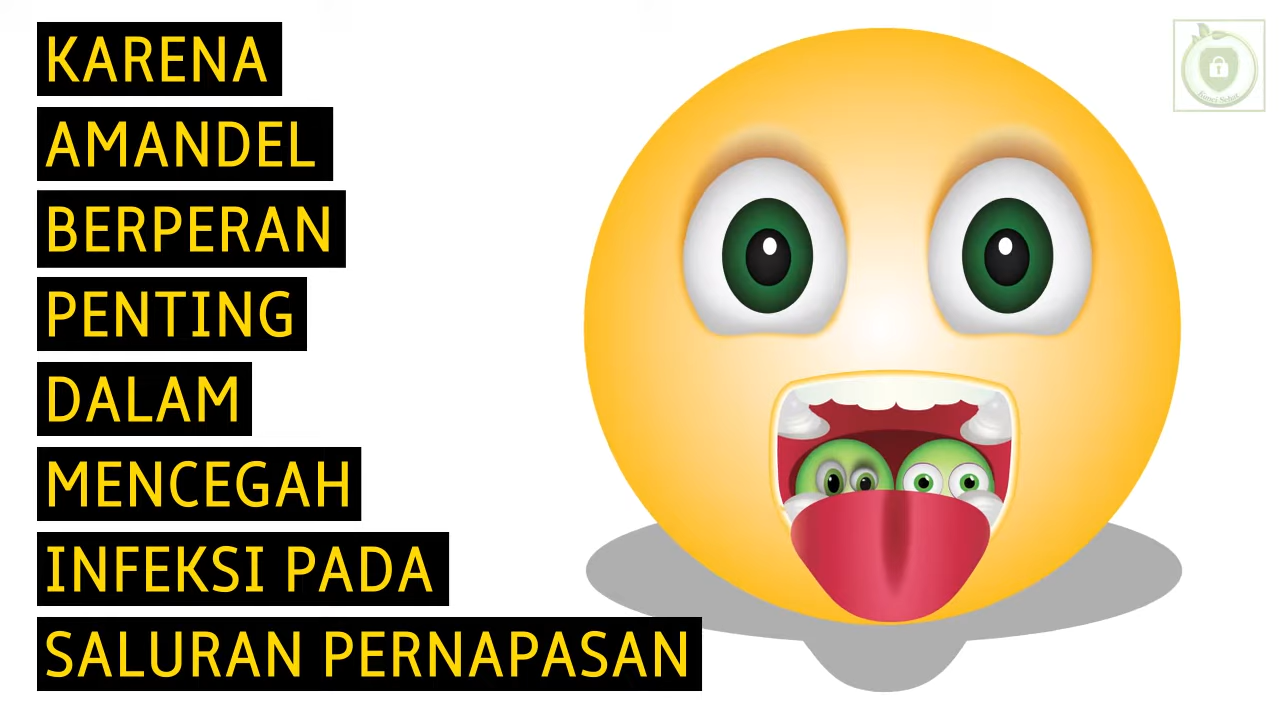 KARENA
AMANDEL
BERPERAN
PENTING
DALAM
MENCEGAH
INFEKSI PADA
SALURAN PERNAPASAN